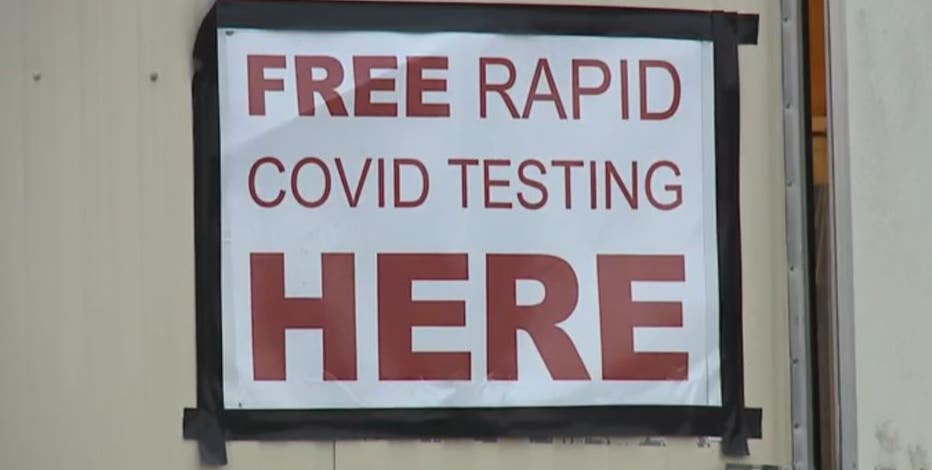 FREE RAPID
COVID TESTING
HERE